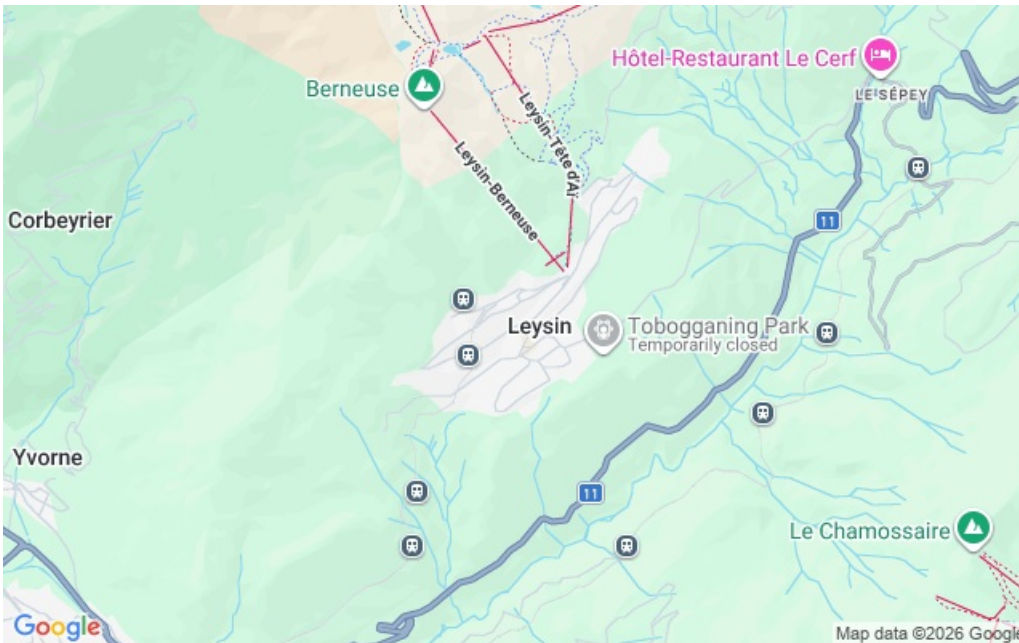 Hôtel-Restaurant Le Cerf
Berneuse
LE SÉPEY
Leysin-Tête d'Aï
Leysin-Berneuse
Corbeyrier
11
Leysin
Tobogganing Park
Temporarily closed
Yvorne
11
Le Chamossaire
Google
Map data ©2026 Google